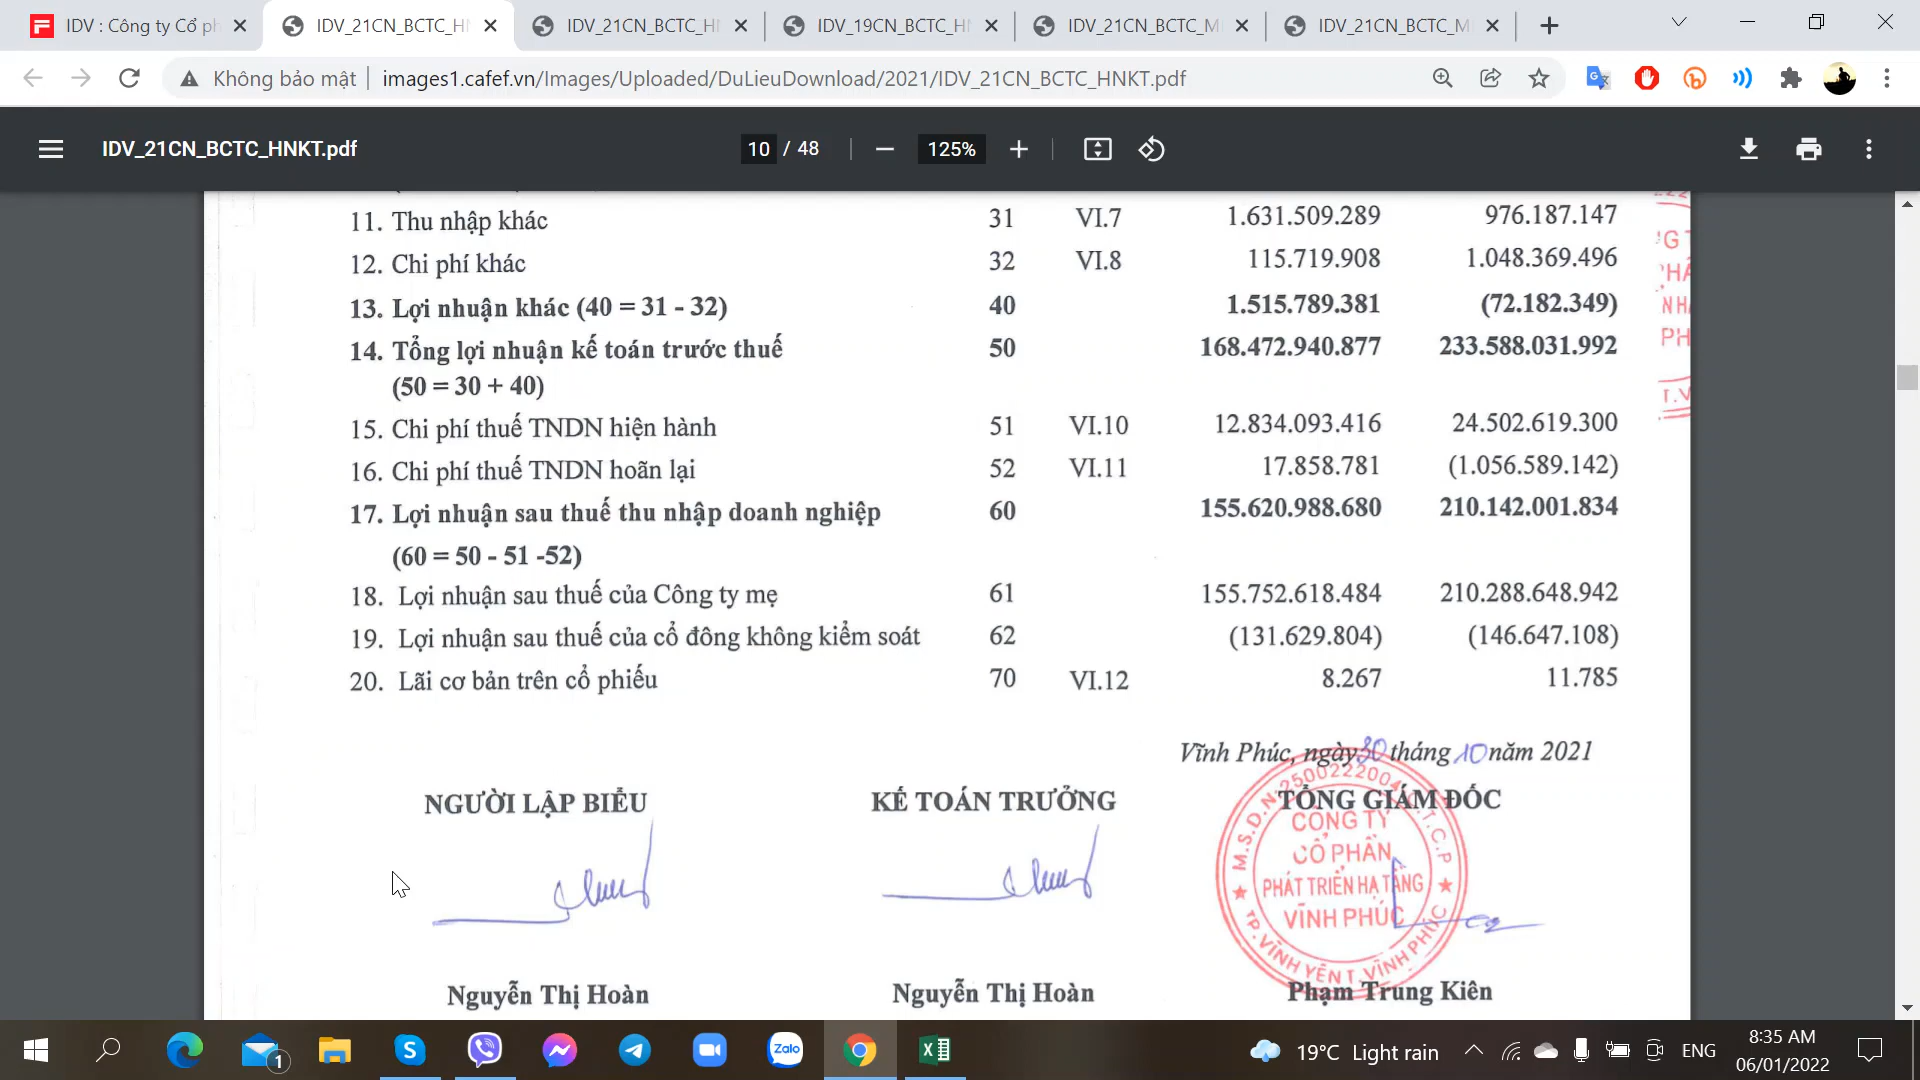 IDV : Công ty Cổ ph
IDV_21CN_BCTC_HN
IDV_21CN_BCTC_HN
IDV_19CN_BCTC_HN
IDV_21CN_BCTC_M
IDV_21CN_BCTC_M
Không bảo mật
images1.cafef.vn/Images/Uploaded/DuLieuDownload/2021/IDV_21CN_BCTC_HNKT.pdf
IDV_21CN_BCTC_HNKT.pdf
10 / 48
125%
11. Thu nhập khác 31 VI.7 1.631.509.289 976.187.147
12. Chi phí khác 32 VI.8 115.719.908 1.048.369.496
13. Lợi nhuận khác (40 = 31 - 32) 40 1.515.789.381 (72.182.349)
14. Tổng lợi nhuận kế toán trước thuế 50 168.472.940.877 233.588.031.992
(50 = 30 + 40)
15. Chi phí thuế TNDN hiện hành 51 VI.10 12.834.093.416 24.502.619.300
16. Chi phí thuế TNDN hoãn lại 52 VI.11 17.858.781 (1.056.589.142)
17. Lợi nhuận sau thuế thu nhập doanh nghiệp 60 155.620.988.680 210.142.001.834
(60 = 50 - 51 -52)
18. Lợi nhuận sau thuế của Công ty mẹ 61 155.752.618.484 210.288.648.942
19. Lợi nhuận sau thuế của cổ đông không kiểm soát 62 (131.629.804) (146.647.108)
20. Lãi cơ bản trên cổ phiếu 70 VI.12 8.267 11.785
Vĩnh Phúc, ngày 30 tháng 10 năm 2021
NGƯỜI LẬP BIỂU
KẾ TOÁN TRƯỞNG
TỔNG GIÁM ĐỐC
M.S.D.N:2500222004.C.T.C.P
CÔNG TY
CỔ PHẦN
PHÁT TRIỂN HẠ TẦNG
VĨNH PHÚC
TP.VĨNH YÊN T.VĨNH PHÚC
Nguyễn Thị Hoàn
Nguyễn Thị Hoàn
Phạm Trung Kiên
1
Zalo
19°C Light rain
ENG
8:35 AM
06/01/2022